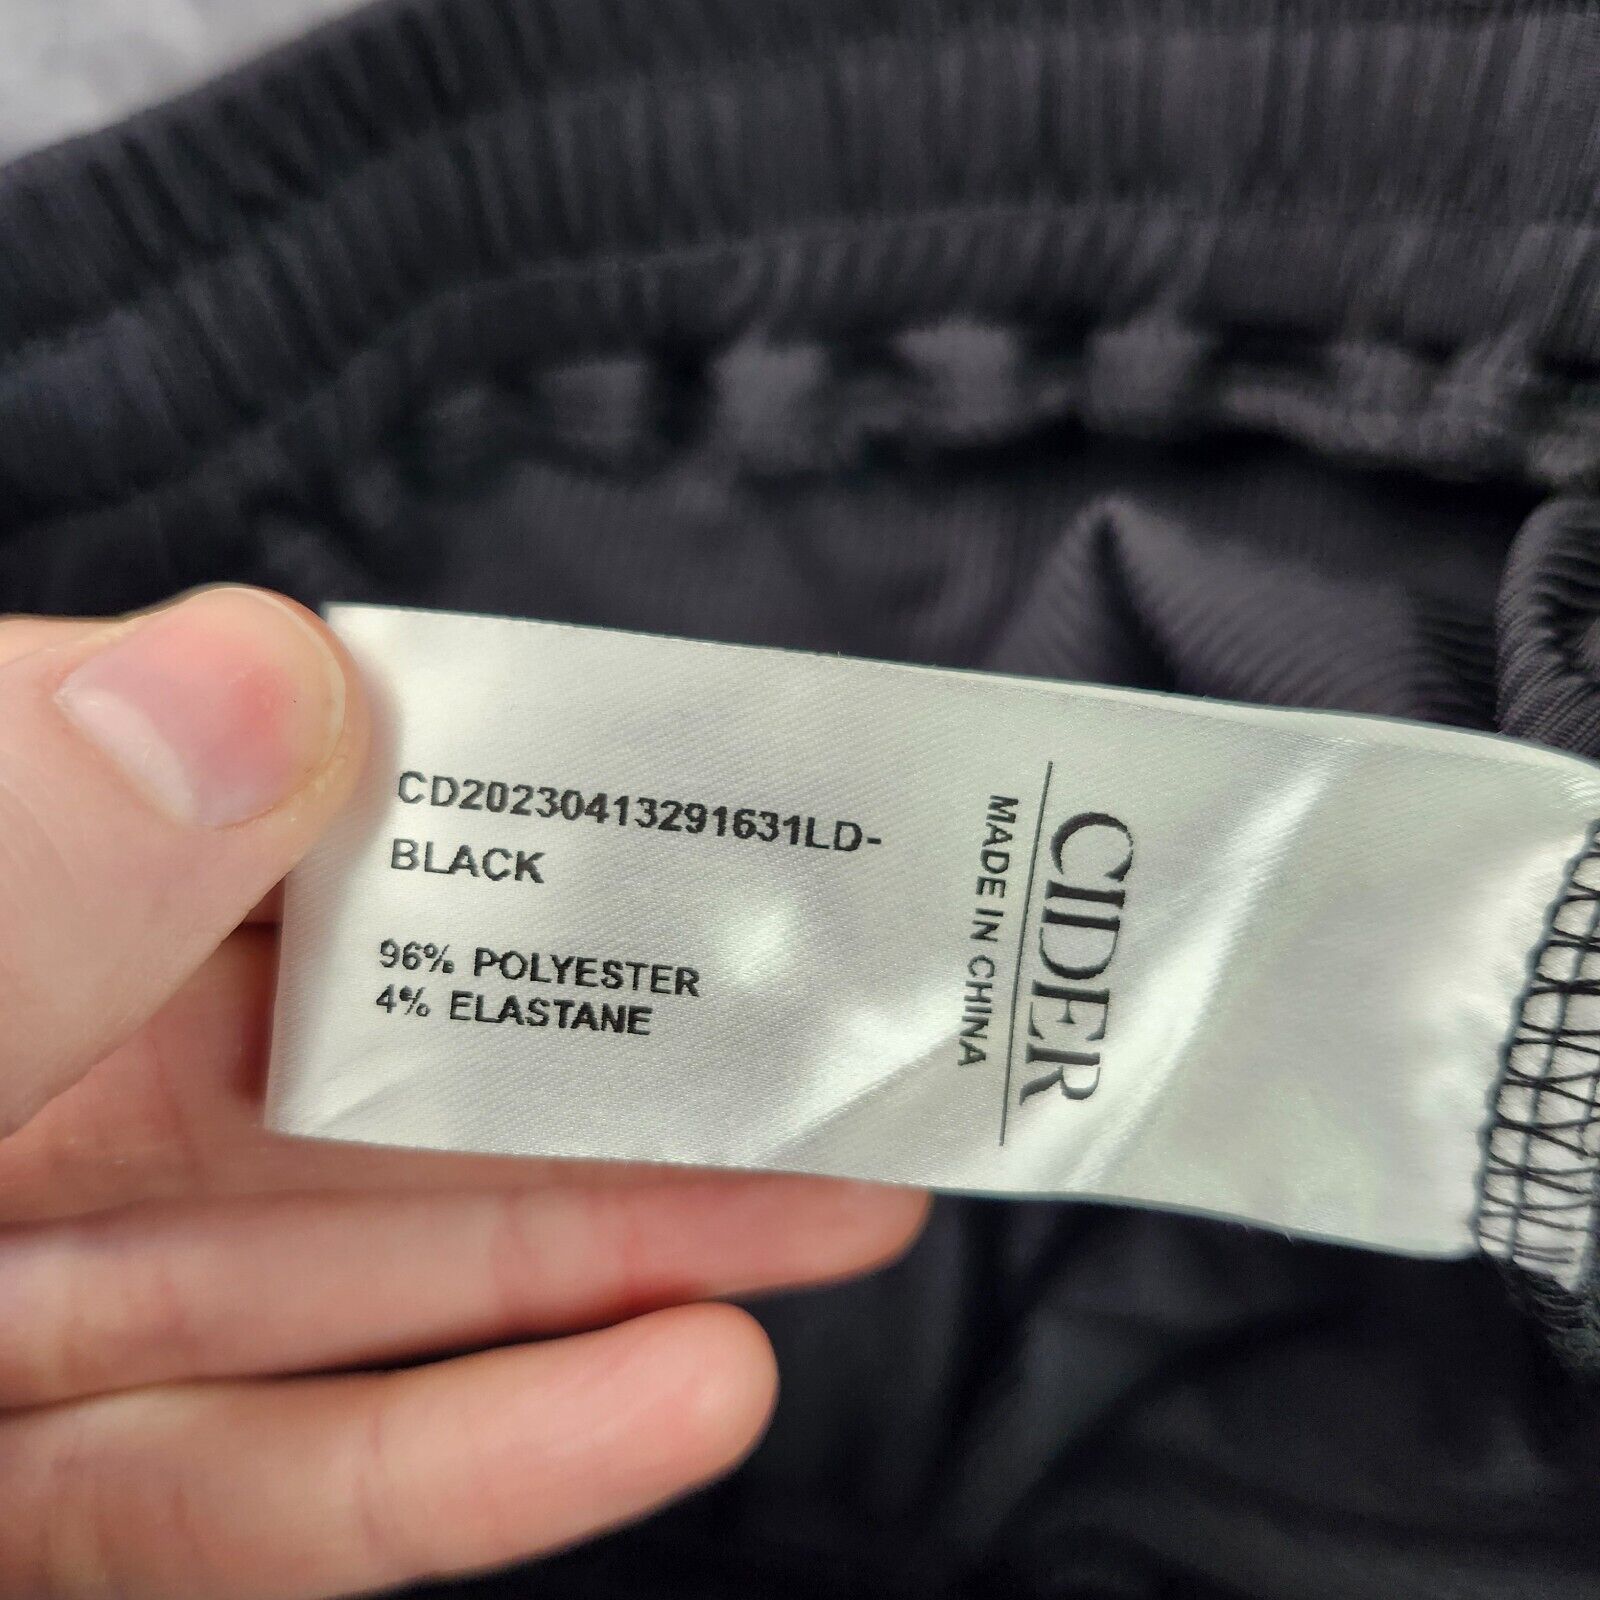 CD20230413291631LD-
BLACK
96% POLYESTER
4% ELASTANE
CIDER
MADE IN CHINA